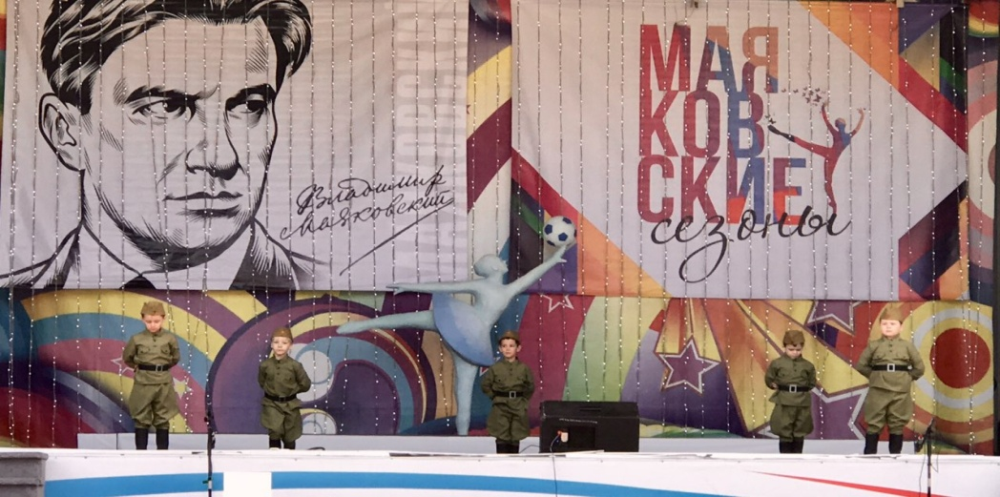 Владимир
Маяковский
МАЯ
КОВ
СКИЕ
сезоны